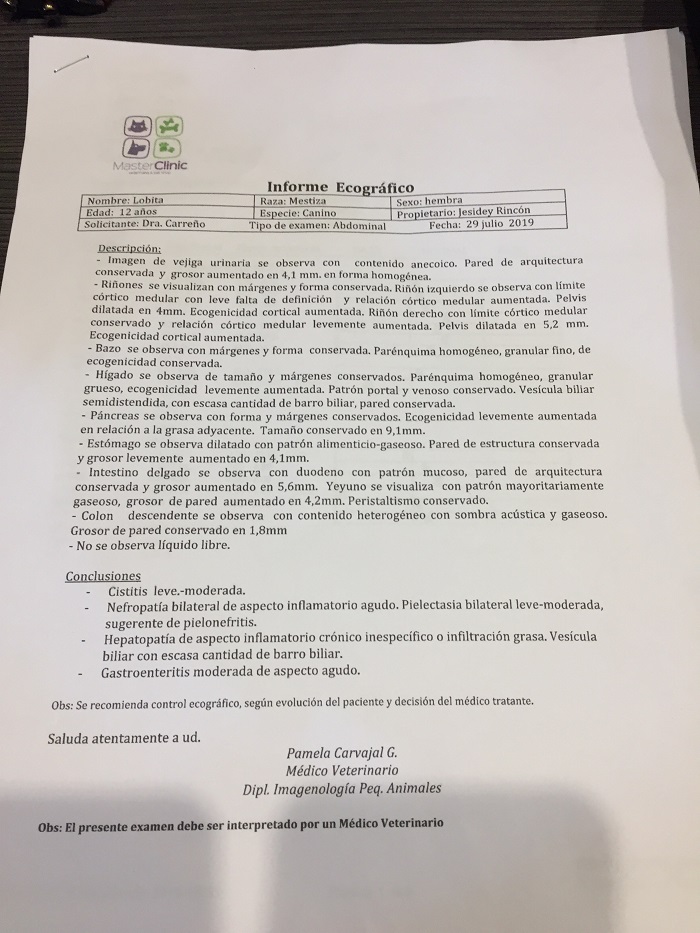 MasterClinic
Informe Ecográfico
Nombre: Lobita Raza: Mestiza Sexo: hembra
Edad: 12 años Especie: Canino Propietario: Jesidey Rincón
Solicitante: Dra. Carreño Tipo de examen: Abdominal Fecha: 29 julio 2019
Descripción:
- Imagen de vejiga urinaria se observa con contenido anecoico. Pared de arquitectura
conservada y grosor aumentado en 4,1 mm. en forma homogénea.
- Riñones se visualizan con márgenes y forma conservada. Riñón izquierdo se observa con límite
córtico medular con leve falta de definición y relación córtico medular aumentada. Pelvis
dilatada en 4mm. Ecogenicidad cortical aumentada. Riñón derecho con límite córtico medular
conservado y relación córtico medular levemente aumentada. Pelvis dilatada en 5,2 mm.
Ecogenicidad cortical aumentada.
- Bazo se observa con márgenes y forma conservada. Parénquima homogéneo, granular fino, de
ecogenicidad conservada.
- Hígado se observa de tamaño y márgenes conservados. Parénquima homogéneo, granular
grueso, ecogenicidad levemente aumentada. Patrón portal y venoso conservado. Vesícula biliar
semidistendida, con escasa cantidad de barro biliar, pared conservada.
- Páncreas se observa con forma y márgenes conservados. Ecogenicidad levemente aumentada
en relación a la grasa adyacente. Tamaño conservado en 9,1mm.
- Estómago se observa dilatado con patrón alimenticio-gaseoso. Pared de estructura conservada
y grosor levemente aumentado en 4,1mm.
- Intestino delgado se observa con duodeno con patrón mucoso, pared de arquitectura
conservada y grosor aumentado en 5,6mm. Yeyuno se visualiza con patrón mayoritariamente
gaseoso, grosor de pared aumentado en 4,2mm. Peristaltismo conservado.
- Colon descendente se observa con contenido heterogéneo con sombra acústica y gaseoso.
Grosor de pared conservado en 1,8mm
- No se observa líquido libre.
Conclusiones
- Cistitis leve.-moderada.
- Nefropatía bilateral de aspecto inflamatorio agudo. Pielectasia bilateral leve-moderada,
sugerente de pielonefritis.
- Hepatopatía de aspecto inflamatorio crónico inespecífico o infiltración grasa. Vesícula
biliar con escasa cantidad de barro biliar.
- Gastroenteritis moderada de aspecto agudo.
Obs: Se recomienda control ecográfico, según evolución del paciente y decisión del médico tratante.
Saluda atentamente a ud.
Pamela Carvajal G.
Médico Veterinario
Dipl. Imagenología Peq. Animales
Obs: El presente examen debe ser interpretado por un Médico Veterinario